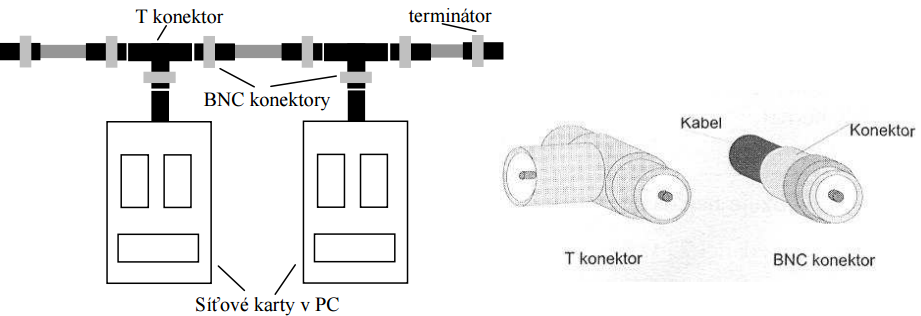 T konektor
terminátor
BNC konektory
Síťové karty v PC
Kabel
Konektor
T konektor
BNC konektor